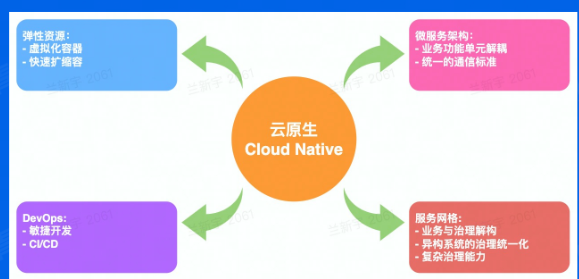 弹性资源:
- 虚拟化容器
- 快速扩缩容
微服务架构:
- 业务功能单元解耦
- 统一的通信标准
云原生
Cloud Native
DevOps:
- 敏捷开发
- CI/CD
服务网格:
- 业务与治理解构
- 异构系统的治理统一化
- 复杂治理能力